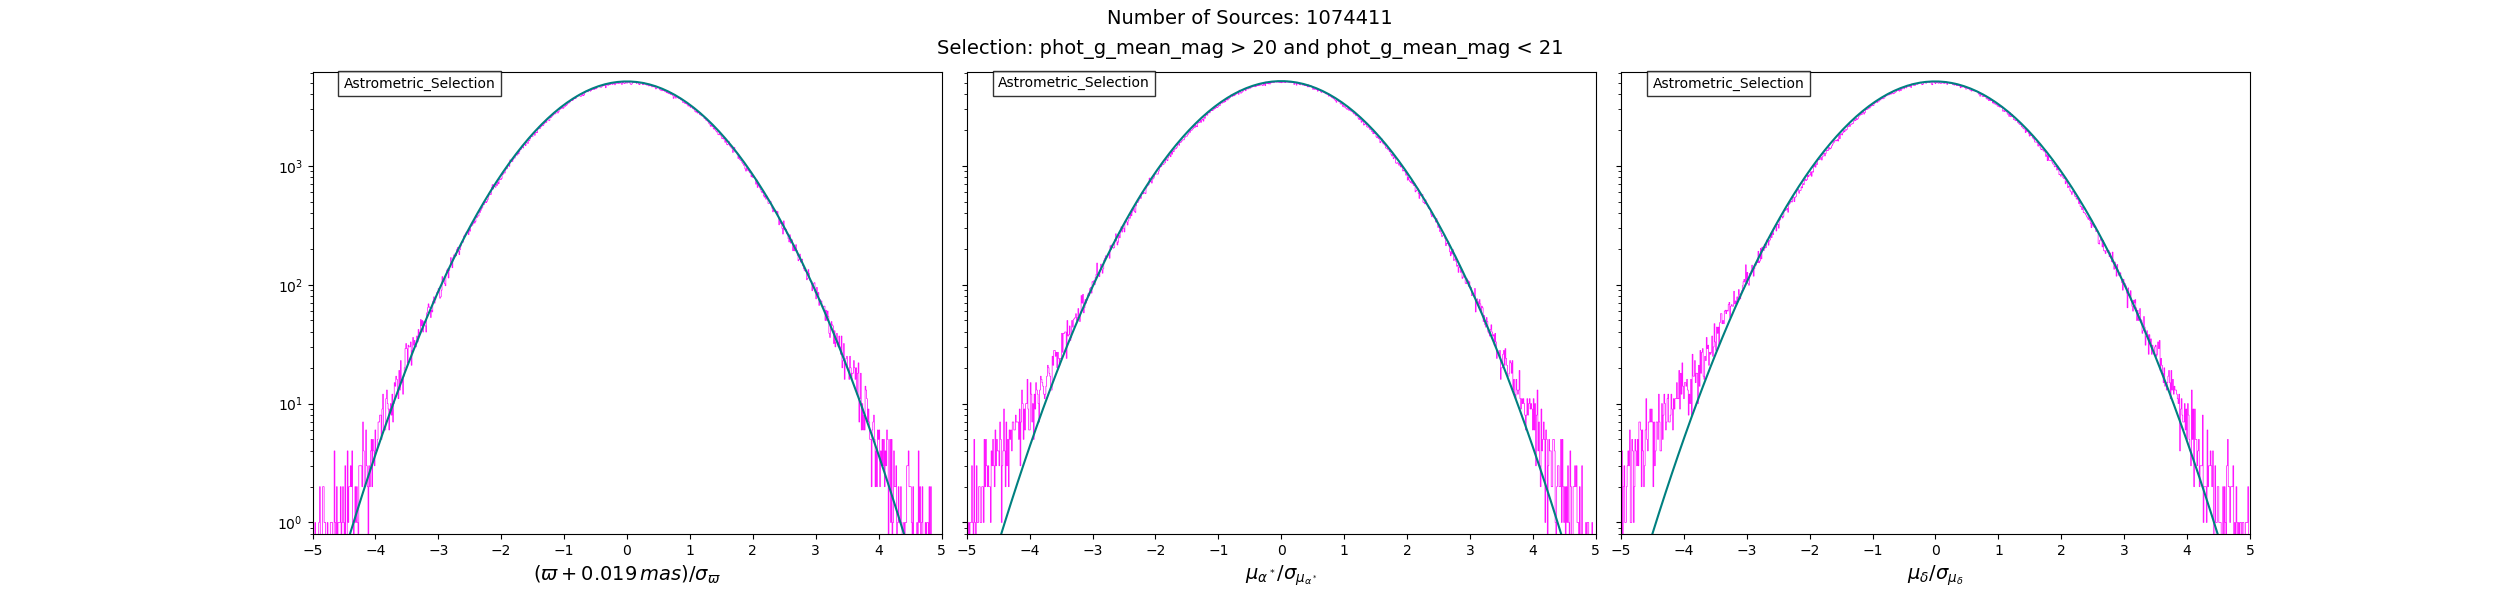 Number of Sources: 1074411
Selection: phot_g_mean_mag > 20 and phot_g_mean_mag < 21
Astrometric_Selection
Astrometric_Selection
Astrometric_Selection
10³
10²
10¹
10⁰
−5 −4 −3 −2 −1 0 1 2 3 4 5
−5 −4 −3 −2 −1 0 1 2 3 4 5
−5 −4 −3 −2 −1 0 1 2 3 4 5
(ϖ + 0.019 mas)/σ_ϖ
μ_α*/σ_μ_α*
μ_δ/σ_μ_δ